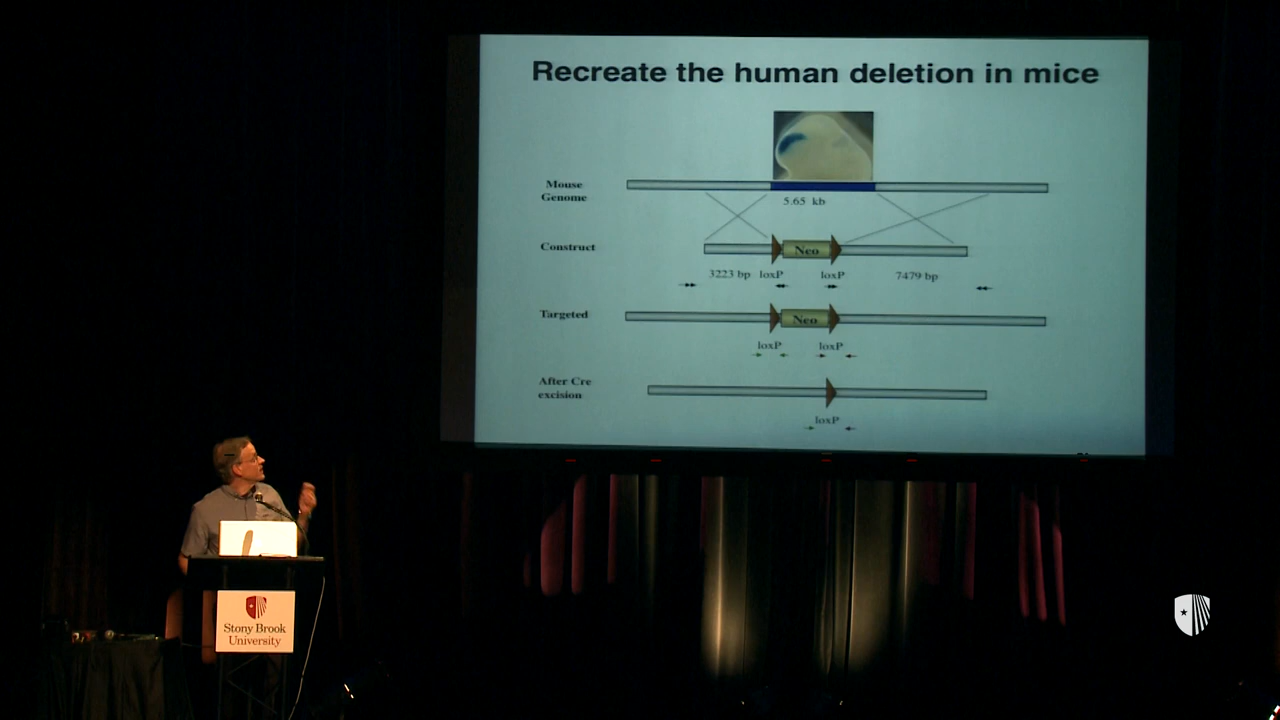 Recreate the human deletion in mice
Mouse
Genome
5.65 kb
Construct
Neo
3223 bp loxP loxP 7479 bp
Targeted
Neo
loxP loxP
After Cre
excision
loxP
Stony Brook
University